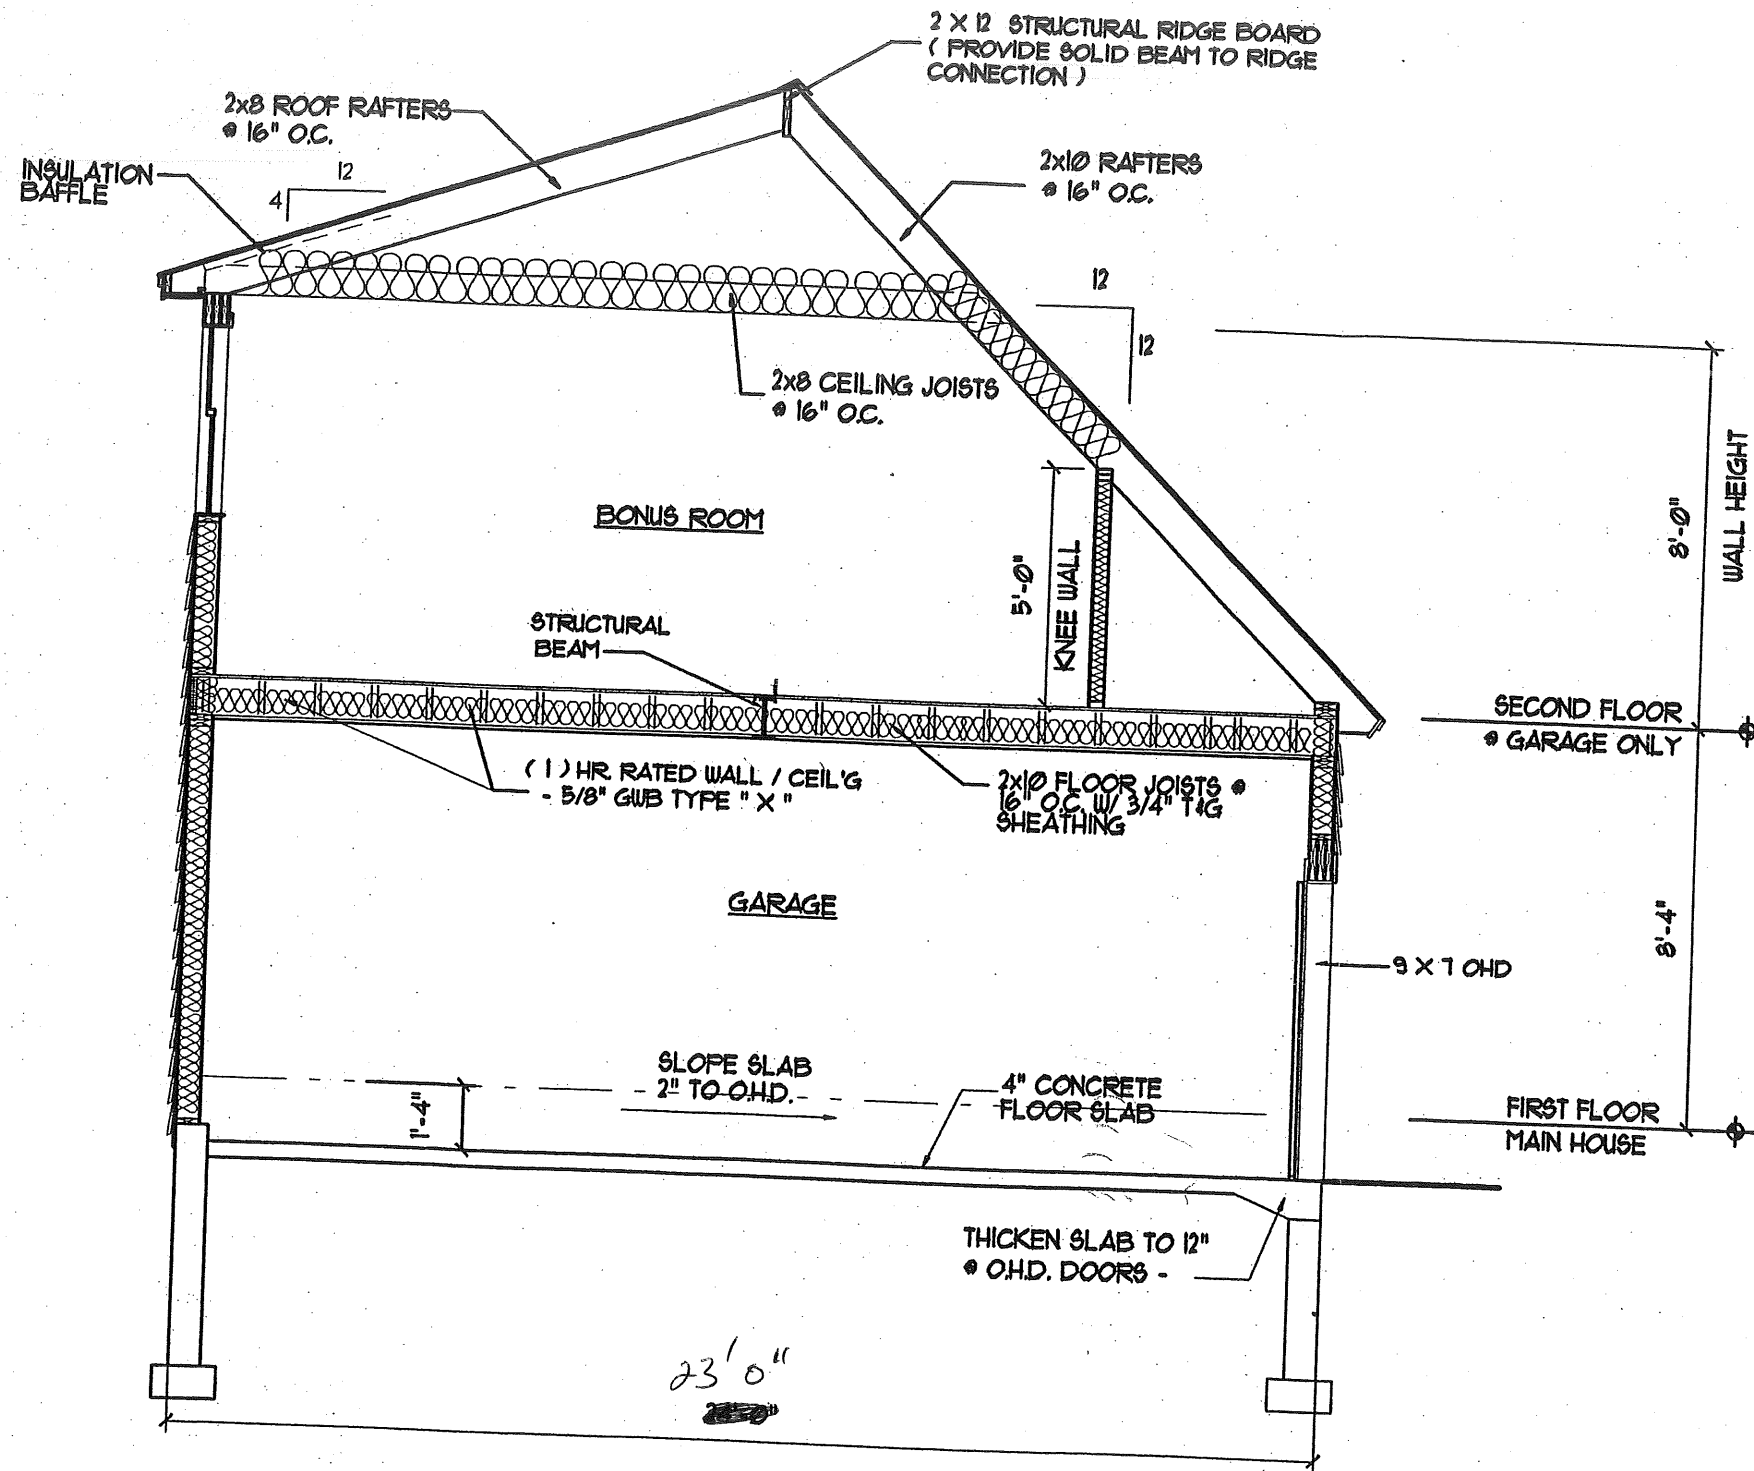 2 X 12 STRUCTURAL RIDGE BOARD
( PROVIDE SOLID BEAM TO RIDGE
CONNECTION )
2x8 ROOF RAFTERS
@ 16" O.C.
INSULATION
BAFFLE
12
4
2x10 RAFTERS
@ 16" O.C.
12
12
2x8 CEILING JOISTS
@ 16" O.C.
BONUS ROOM
5'-0"
KNEE WALL
8'-0"
WALL HEIGHT
STRUCTURAL
BEAM
SECOND FLOOR
@ GARAGE ONLY
( 1 ) HR. RATED WALL / CEIL'G
- 5/8" GWB TYPE " X "
2x10 FLOOR JOISTS @
16" O.C. W/ 3/4" T&G
SHEATHING
GARAGE
8'-4"
9 X 7 OHD
SLOPE SLAB
2" TO O.H.D.
1'-4"
4" CONCRETE
FLOOR SLAB
FIRST FLOOR
MAIN HOUSE
THICKEN SLAB TO 12"
@ O.H.D. DOORS -
23' 0"